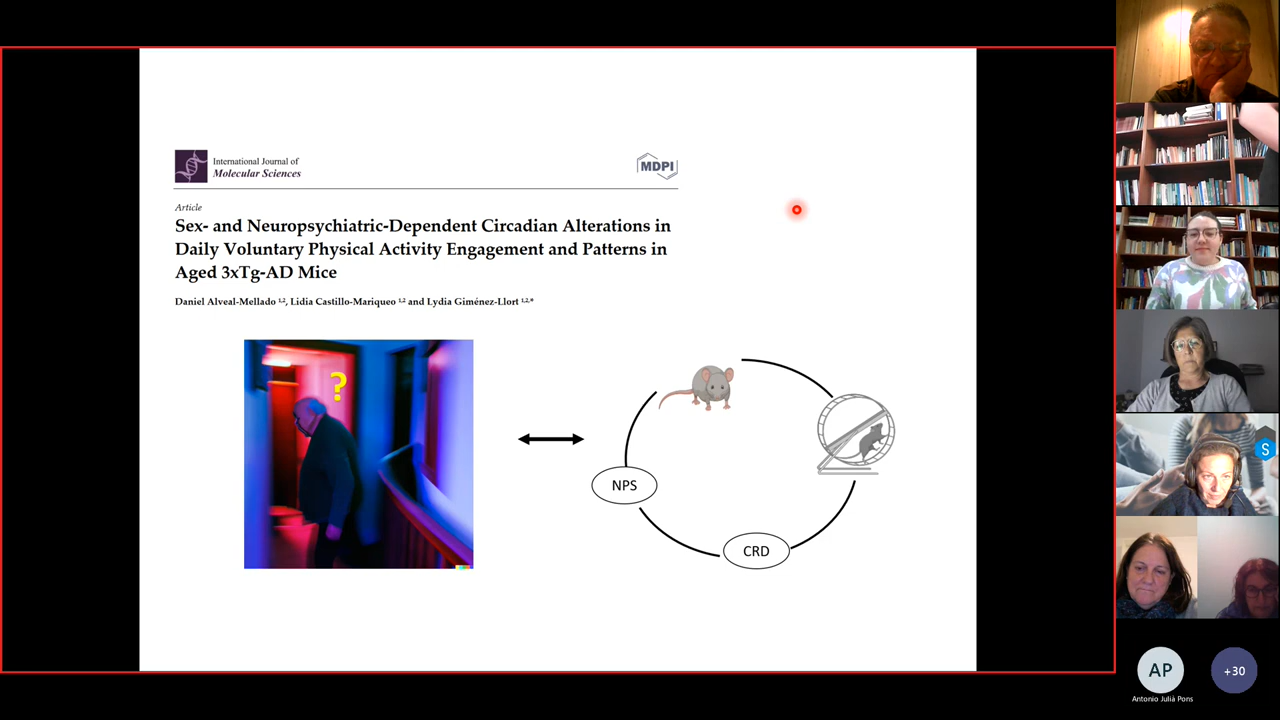 International Journal of
Molecular Sciences
MDPI
Article
Sex- and Neuropsychiatric-Dependent Circadian Alterations in
Daily Voluntary Physical Activity Engagement and Patterns in
Aged 3xTg-AD Mice
Daniel Alveal-Mellado 1,2, Lidia Castillo-Mariqueo 1,2 and Lydia Giménez-Llort 1,2,*
?
NPS
CRD
S
AP
+30
Antonio Julià Pons